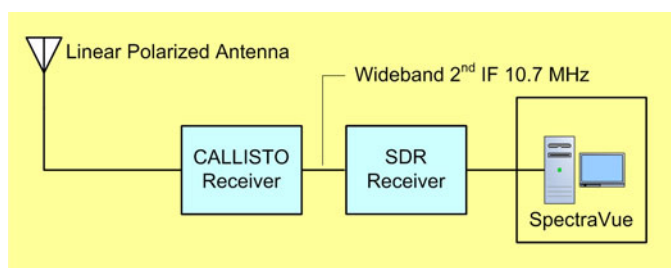 Linear Polarized Antenna
Wideband 2nd IF 10.7 MHz
CALLISTO
Receiver
SDR
Receiver
SpectraVue